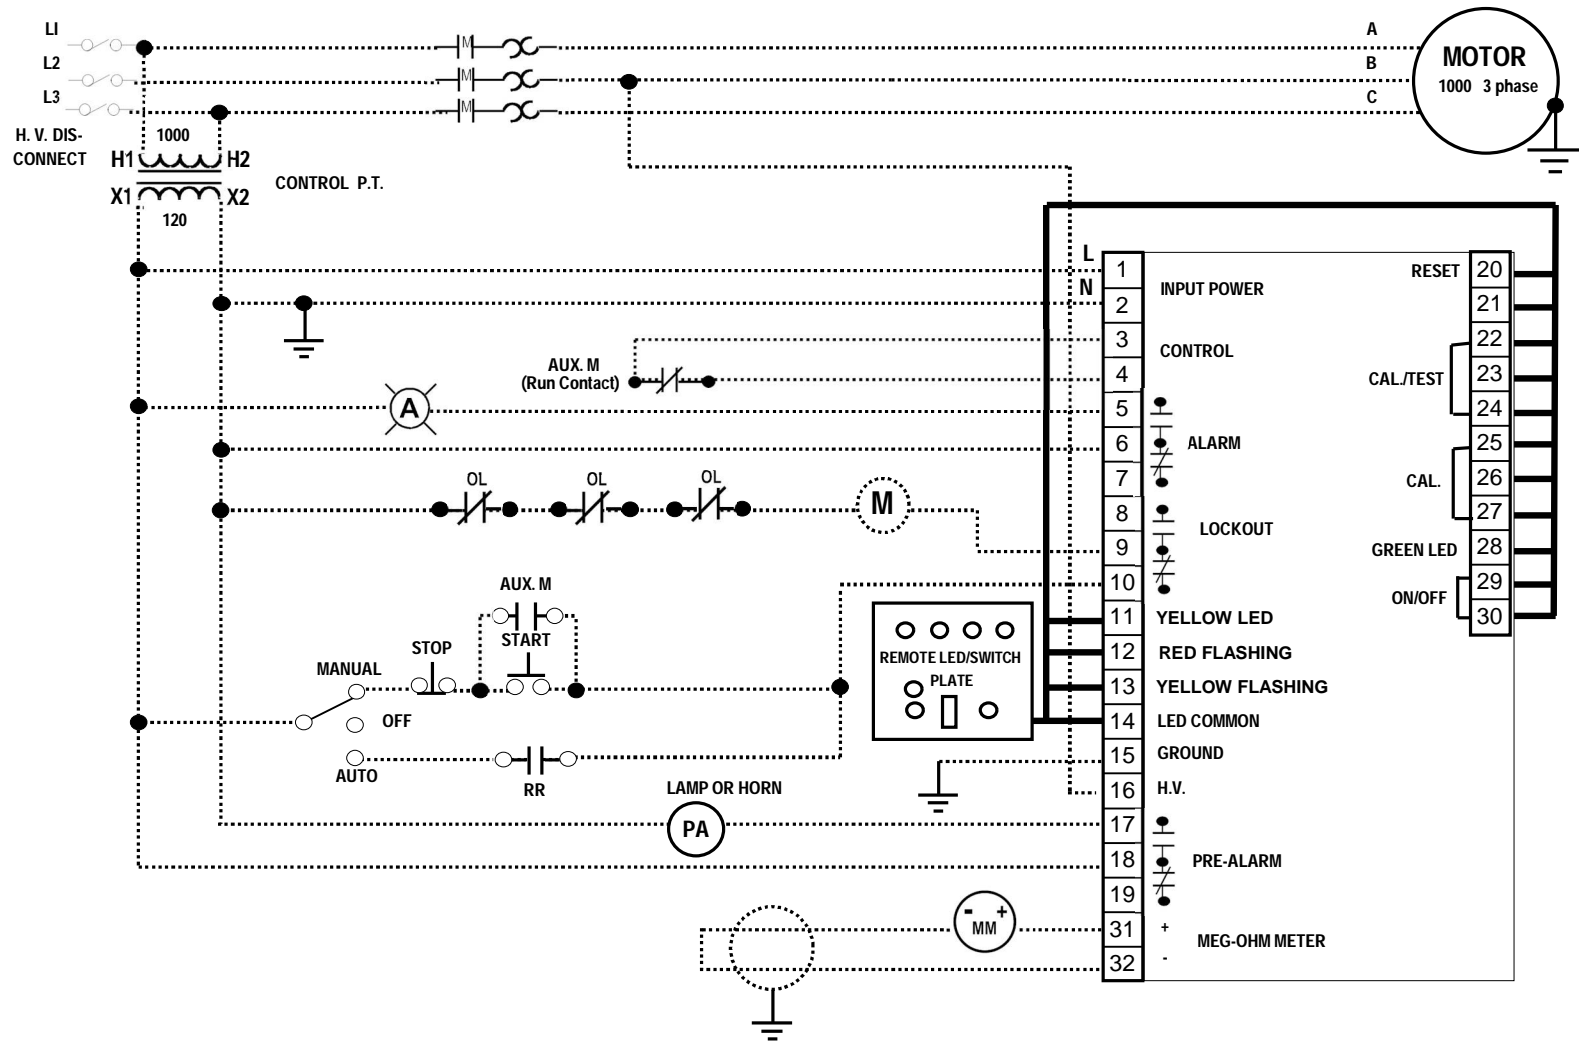 LI
L2
L3
H. V. DIS-
CONNECT
M
M
M
A
B
C
MOTOR
1000 3 phase
1000
H1 H2
X1 X2
120
CONTROL P.T.
L
N
1
2
3
4
5
6
7
8
9
10
11
12
13
14
15
16
17
18
19
31
32
INPUT POWER
CONTROL
ALARM
LOCKOUT
YELLOW LED
RED FLASHING
YELLOW FLASHING
LED COMMON
GROUND
H.V.
PRE-ALARM
+
-
MEG-OHM METER
RESET
CAL./TEST
CAL.
GREEN LED
ON/OFF
20
21
22
23
24
25
26
27
28
29
30
AUX. M
(Run Contact)
A
OL
OL
OL
M
AUX. M
START
STOP
MANUAL
OFF
AUTO
RR
REMOTE LED/SWITCH
PLATE
LAMP OR HORN
PA
- +
MM